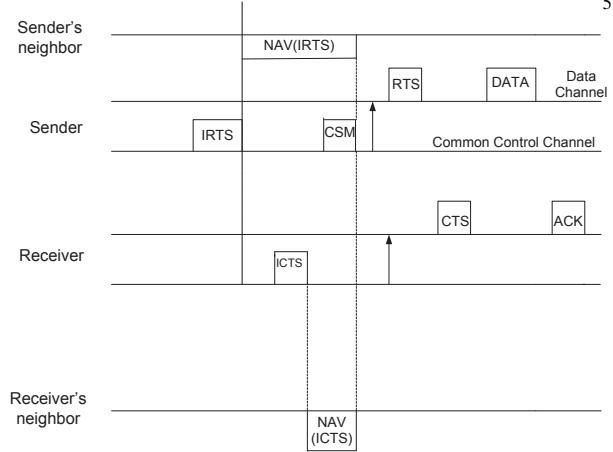 5
Sender's
neighbor
NAV(IRTS)
RTS
DATA
Data
Channel
Sender
IRTS
CSM
Common Control Channel
CTS
ACK
Receiver
ICTS
Receiver's
neighbor
NAV
(ICTS)